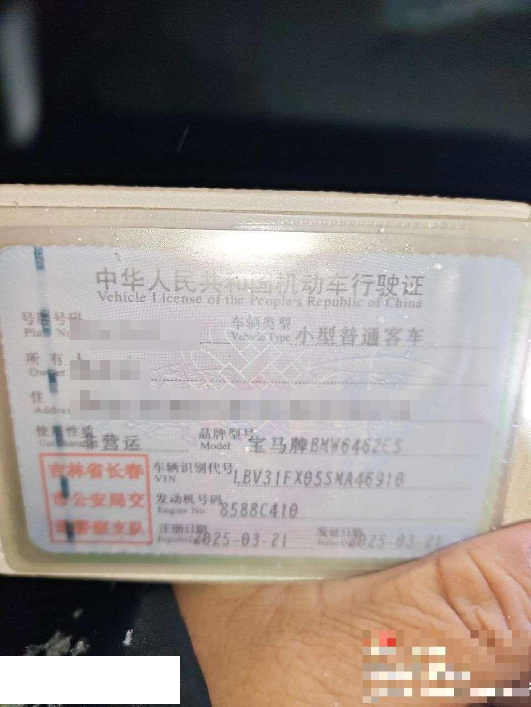 中华人民共和国机动车行驶证
Vehicle License of the People's Republic of China
号牌号码 车辆类型 小型普通客车
Plate No. Vehicle Type
所有人
Owner
住
Address
使用性质 非营运 品牌型号 宝马牌BMW6462ES
Model
吉林省长春 车辆识别代号 LBV31FX05SMA46910
VIN
市公安局交 发动机号码 8588C410
Engine No
通警察支队 注册日期 2025-03-21 发证日期 2025-03-21